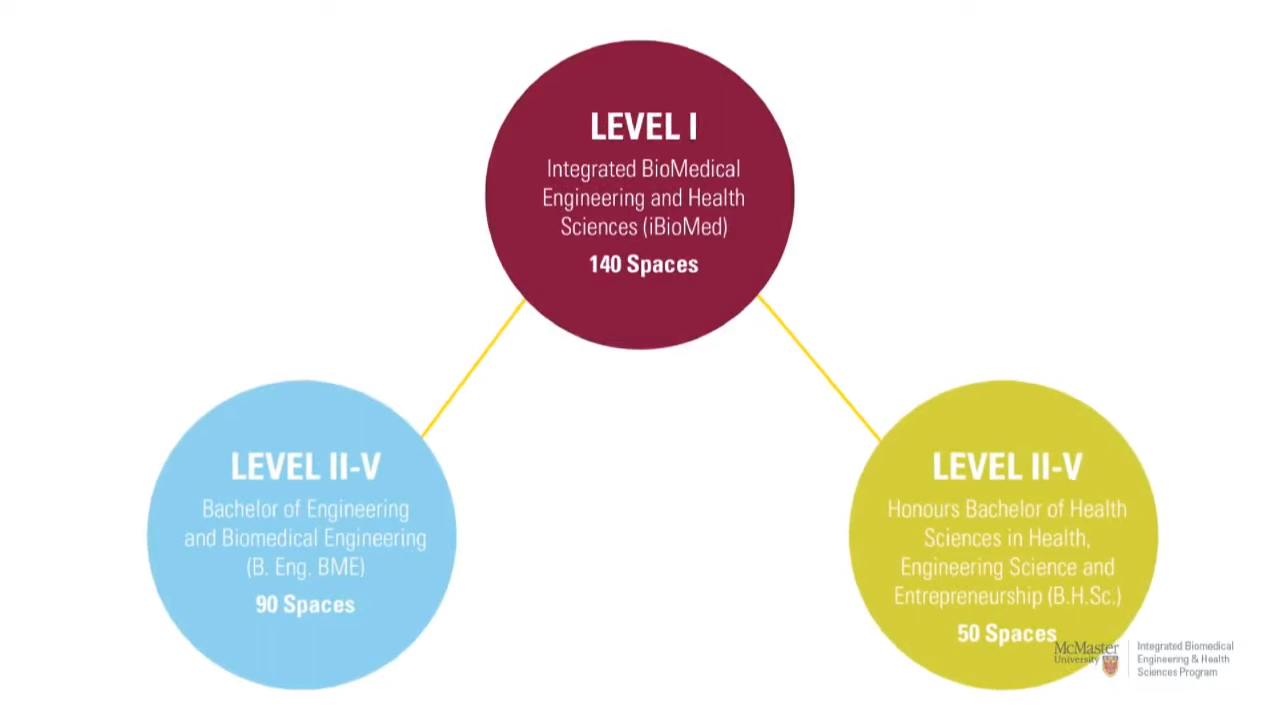 LEVEL I
Integrated BioMedical
Engineering and Health
Sciences (iBioMed)
140 Spaces
LEVEL II-V
Bachelor of Engineering
and Biomedical Engineering
(B. Eng. BME)
90 Spaces
LEVEL II-V
Honours Bachelor of Health
Sciences in Health,
Engineering Science and
Entrepreneurship (B.H.Sc.)
50 Spaces
McMaster
University
Integrated Biomedical
Engineering & Health
Sciences Program